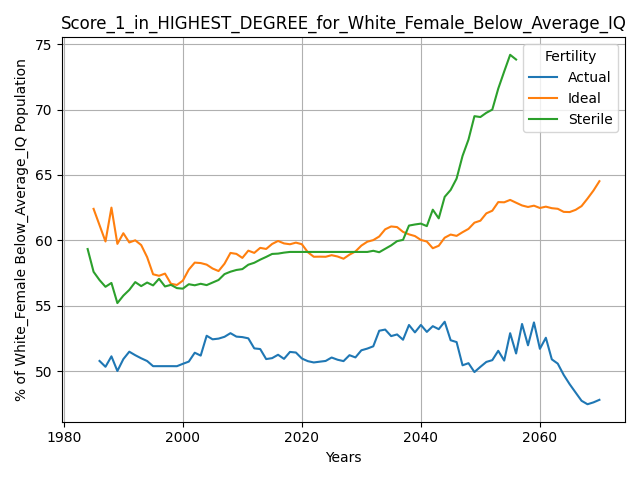 Score_1_in_HIGHEST_DEGREE_for_White_Female_Below_Average_IQ
% of White_Female Below_Average_IQ Population
75
70
65
60
55
50
Fertility
Actual
Ideal
Sterile
1980
2000
2020
2040
2060
Years